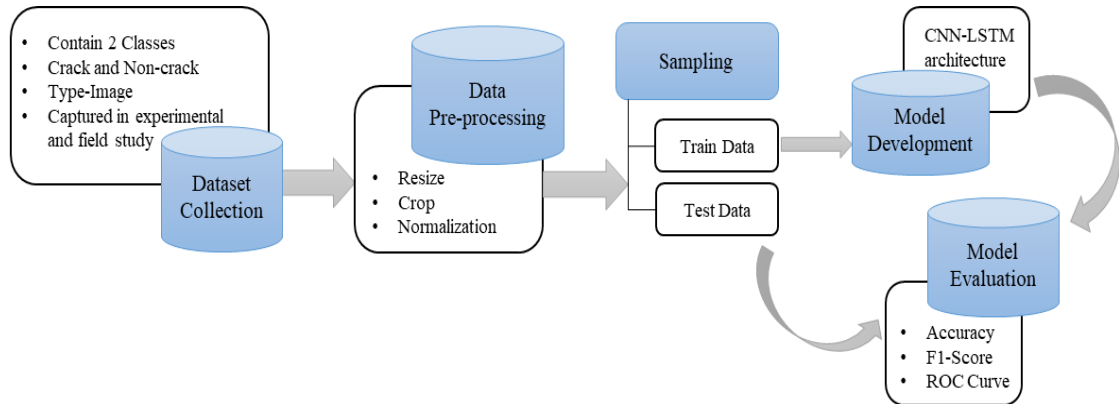 • Contain 2 Classes
• Crack and Non-crack
• Type-Image
• Captured in experimental
and field study
Dataset
Collection
Data
Pre-processing
• Resize
• Crop
• Normalization
Sampling
Train Data
Test Data
CNN-LSTM
architecture
Model
Development
Model
Evaluation
• Accuracy
• F1-Score
• ROC Curve